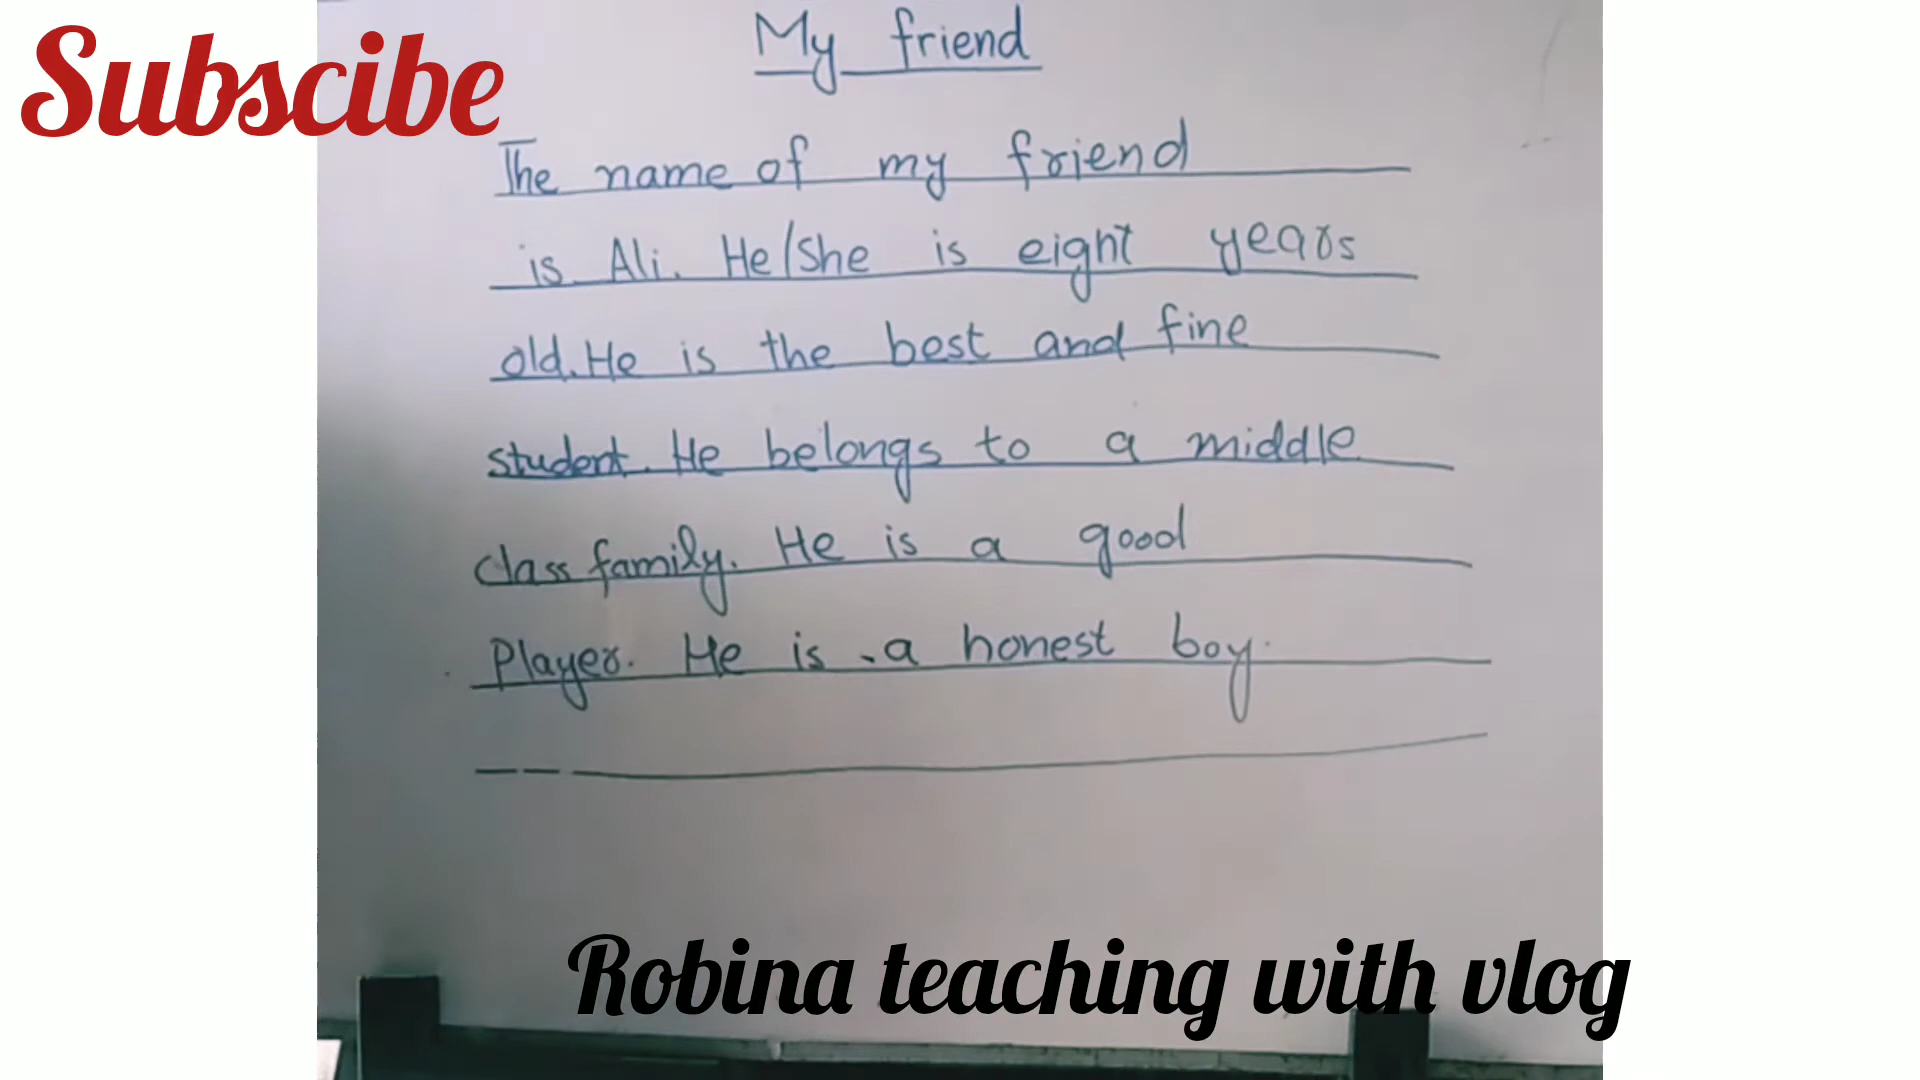 Subscibe
My friend
The name of my friend
is Ali. He/She is eight years
old. He is the best and fine
student. He belongs to a middle
class family. He is a good
Player. He is a honest boy.
Robina teaching with vlog